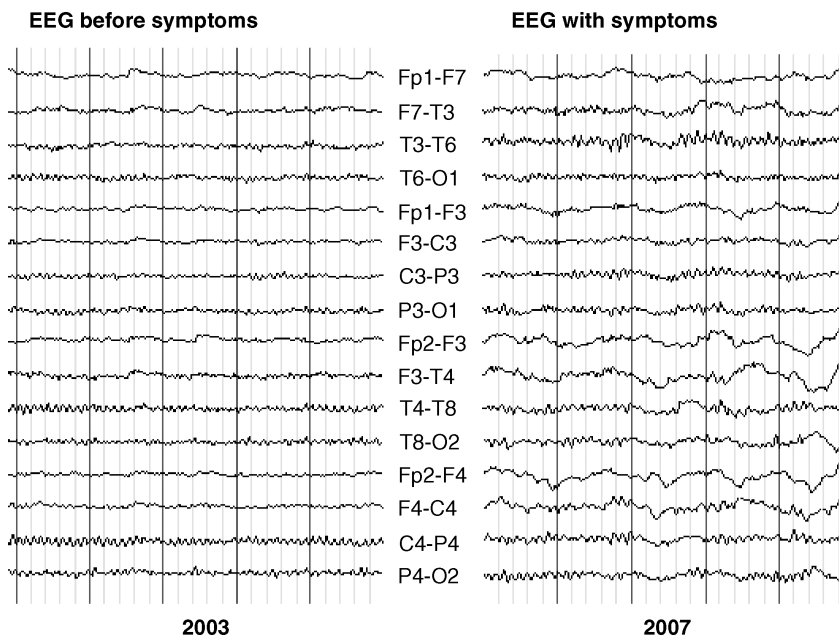 EEG before symptoms
EEG with symptoms
Fp1-F7
F7-T3
T3-T6
T6-O1
Fp1-F3
F3-C3
C3-P3
P3-O1
Fp2-F3
F3-T4
T4-T8
T8-O2
Fp2-F4
F4-C4
C4-P4
P4-O2
2003
2007